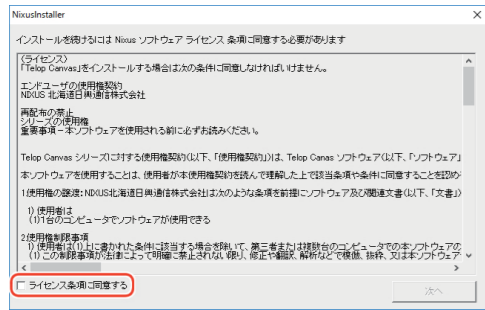 NixusInstaller
インストールを続けるには Nixus ソフトウェア ライセンス 条項に同意する必要があります
(ライセンス)
「Telop Canvas」をインストールする場合は次の条件に同意しなければいけません。
エンドユーザの使用権契約
NIXUS 北海道日興通信株式会社
再配布の禁止
シリーズの使用権
重要事項－本ソフトウェアを使用される前に必ずお読みください。
Telop Canvas シリーズに対する使用権契約(以下、「使用権契約」)は、Telop Canas ソフトウェア(以下、「ソフトウェア」
本ソフトウェアを使用することは、使用者が本使用権契約を読んで理解した上で該当条項や条件に同意することを認め
1使用権の譲渡：NIXUS北海道日興通信株式会社は次のような条項を前提にソフトウェア及び関連文書(以下、「文書」)
1) 使用者は
(1)1台のコンピュータでソフトウェアが使用できる
2使用権制限事項
1) 使用者は(1)上に書かれた条件に該当する場合を除いて、第三者または複数台のコンピュータでの本ソフトウェアの
(1) この制限事項が法律によって明確に禁止されない限り、修正や翻訳、解析などで模倣、抜粋、又は本ソフトウェア
ライセンス条項に同意する
次へ